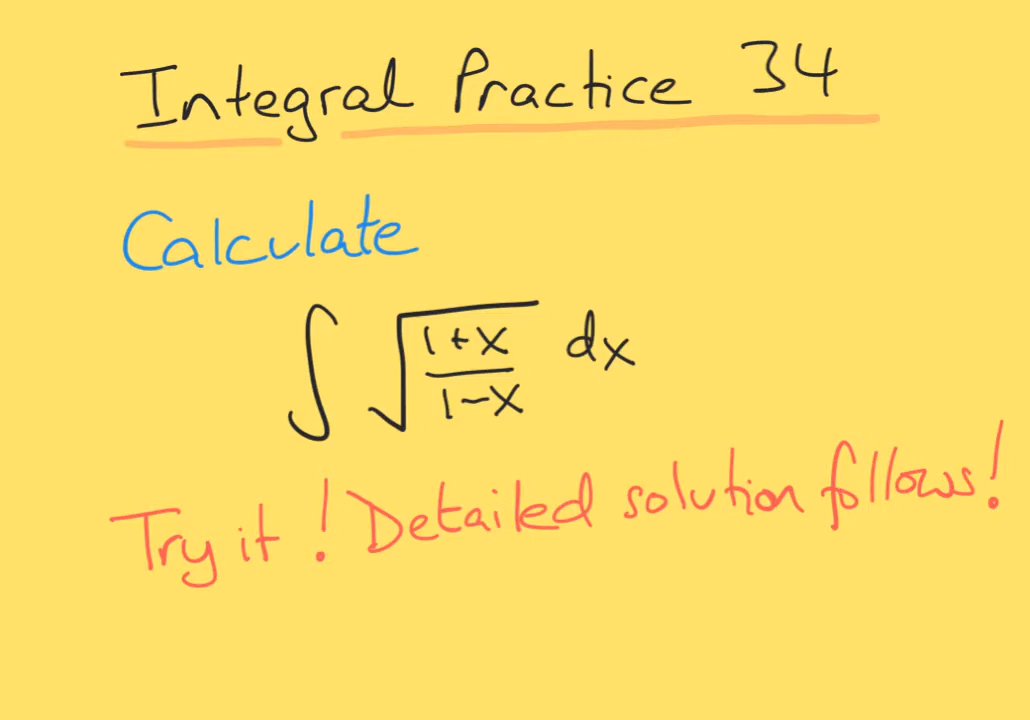 Integral Practice 34
Calculate
∫ √((1+x)/(1-x)) dx
Try it! Detailed solution follows!